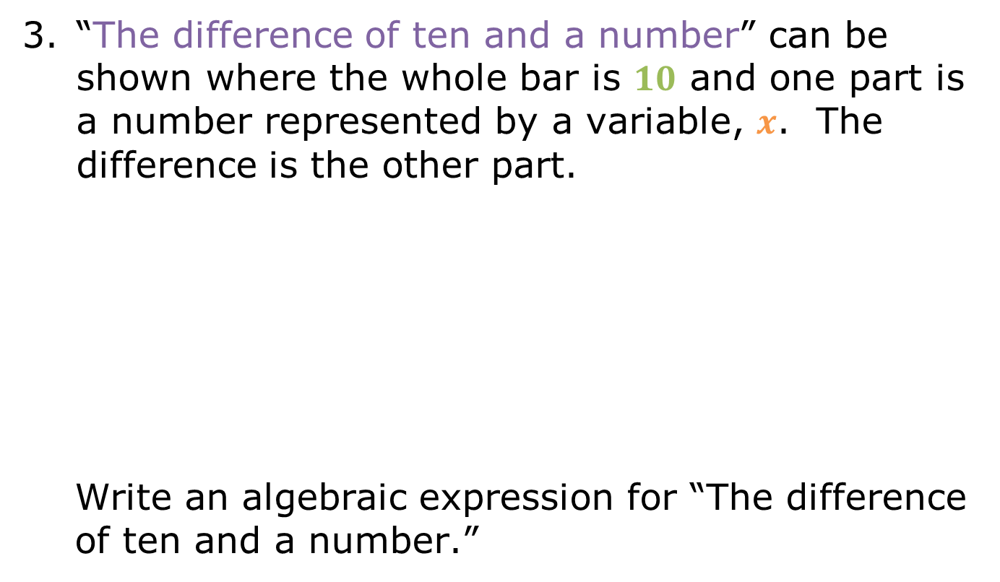 3. “The difference of ten and a number” can be
shown where the whole bar is 10 and one part is
a number represented by a variable, x.  The
difference is the other part.
Write an algebraic expression for “The difference
of ten and a number.”